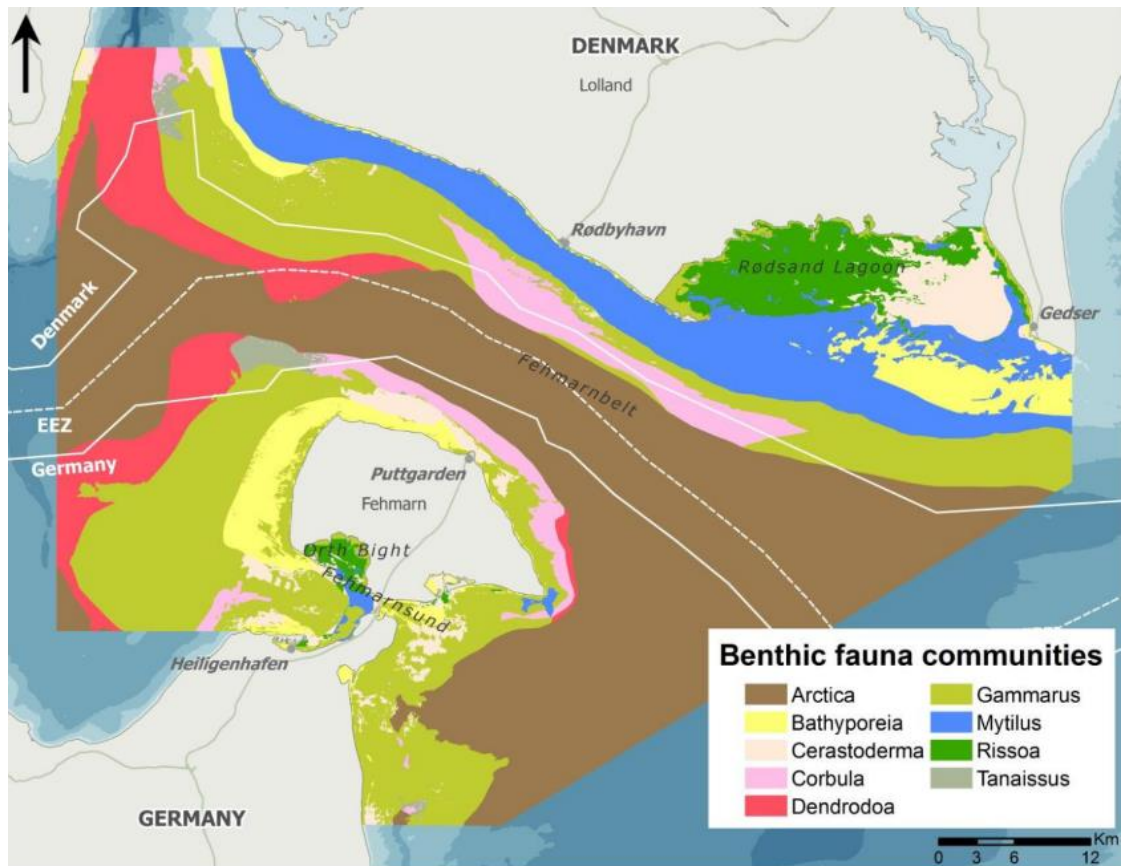 DENMARK
Lolland
Rødbyhavn
Rødsand Lagoon
Gedser
Denmark
Fehmarnbelt
EEZ
Germany
Puttgarden
Fehmarn
Orth Bight
Fehmarnsund
Heiligenhafen
GERMANY
Benthic fauna communities
Arctica
Bathyporeia
Cerastoderma
Corbula
Dendrodoa
Gammarus
Mytilus
Rissoa
Tanaissus
Km
0 3 6 12